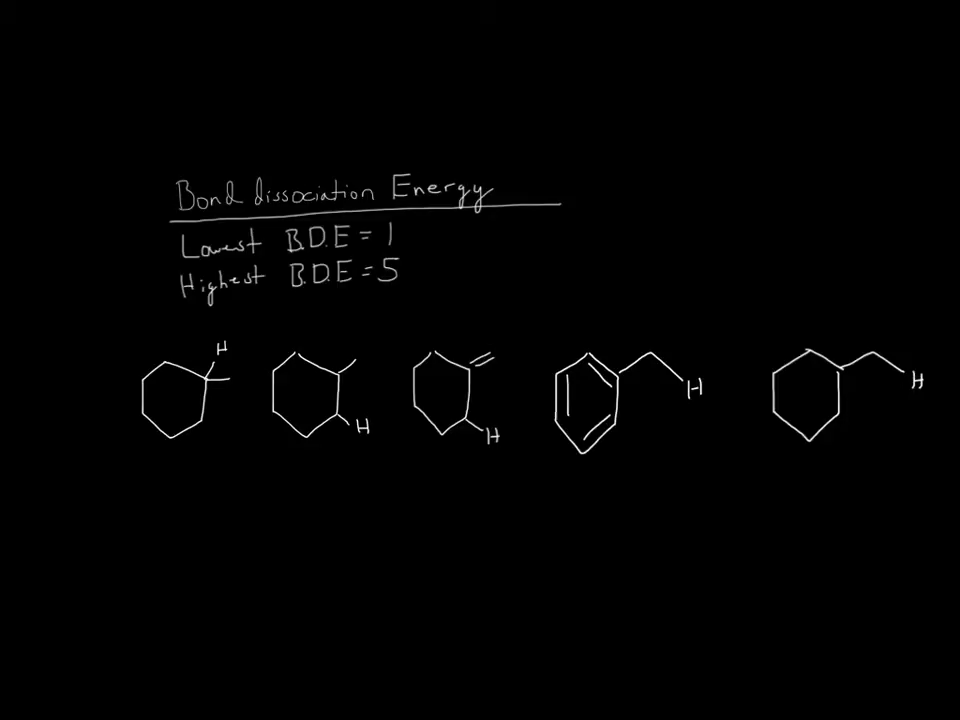 Bond dissociation Energy
Lowest B.D.E = 1
Highest B.D.E = 5
H
H
H
H
H